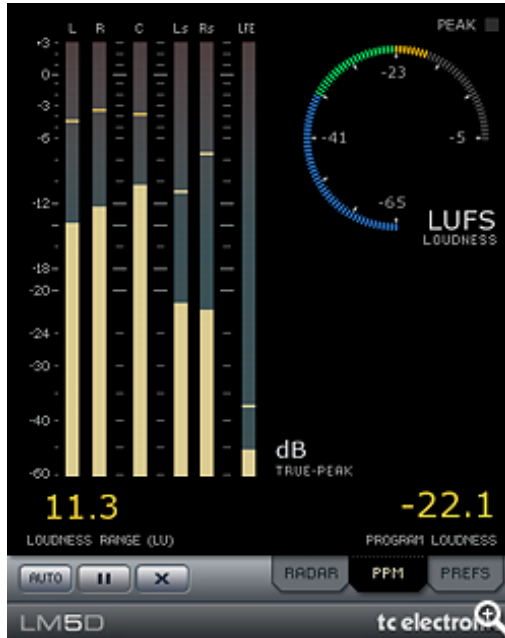 L R C Ls Rs LFE
PEAK
+3
0
-3
-6
-12
-18
-20
-24
-30
-40
-60
-23
-41
-5
-65
LUFS
LOUDNESS
dB
TRUE-PEAK
11.3
LOUDNESS RANGE (LU)
-22.1
PROGRAM LOUDNESS
AUTO
RADAR PPM PREFS
LM5D
tc electroni